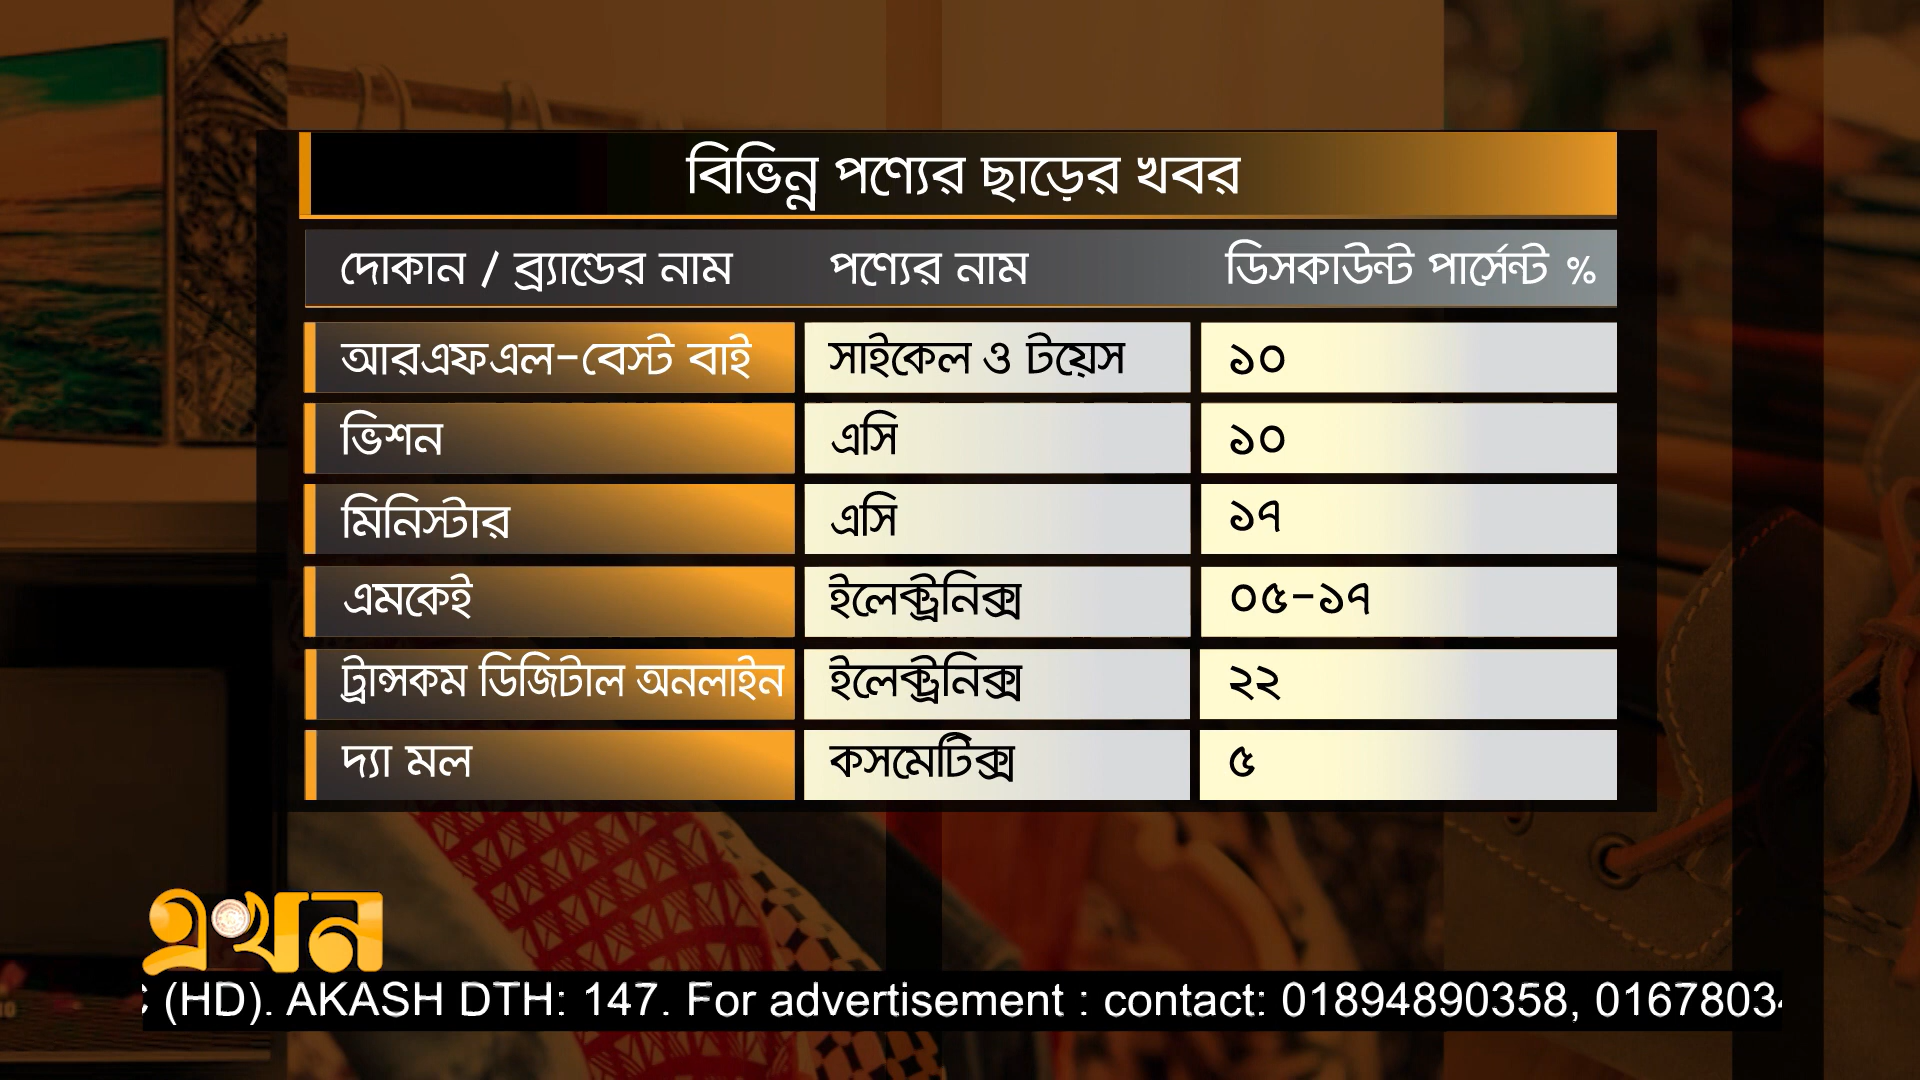 বিভিন্ন পণ্যের ছাড়ের খবর
দোকান / ব্র্যান্ডের নাম পণ্যের নাম ডিসকাউন্ট পার্সেন্ট %
আরএফএল-বেস্ট বাই সাইকেল ও টয়েস ১০
ভিশন এসি ১০
মিনিস্টার এসি ১৭
এমকেই ইলেক্ট্রনিক্স ০৫-১৭
ট্রান্সকম ডিজিটাল অনলাইন ইলেক্ট্রনিক্স ২২
দ্যা মল কসমেটিক্স ৫
এখন
(HD). AKASH DTH: 147. For advertisement : contact: 01894890358, 0167803